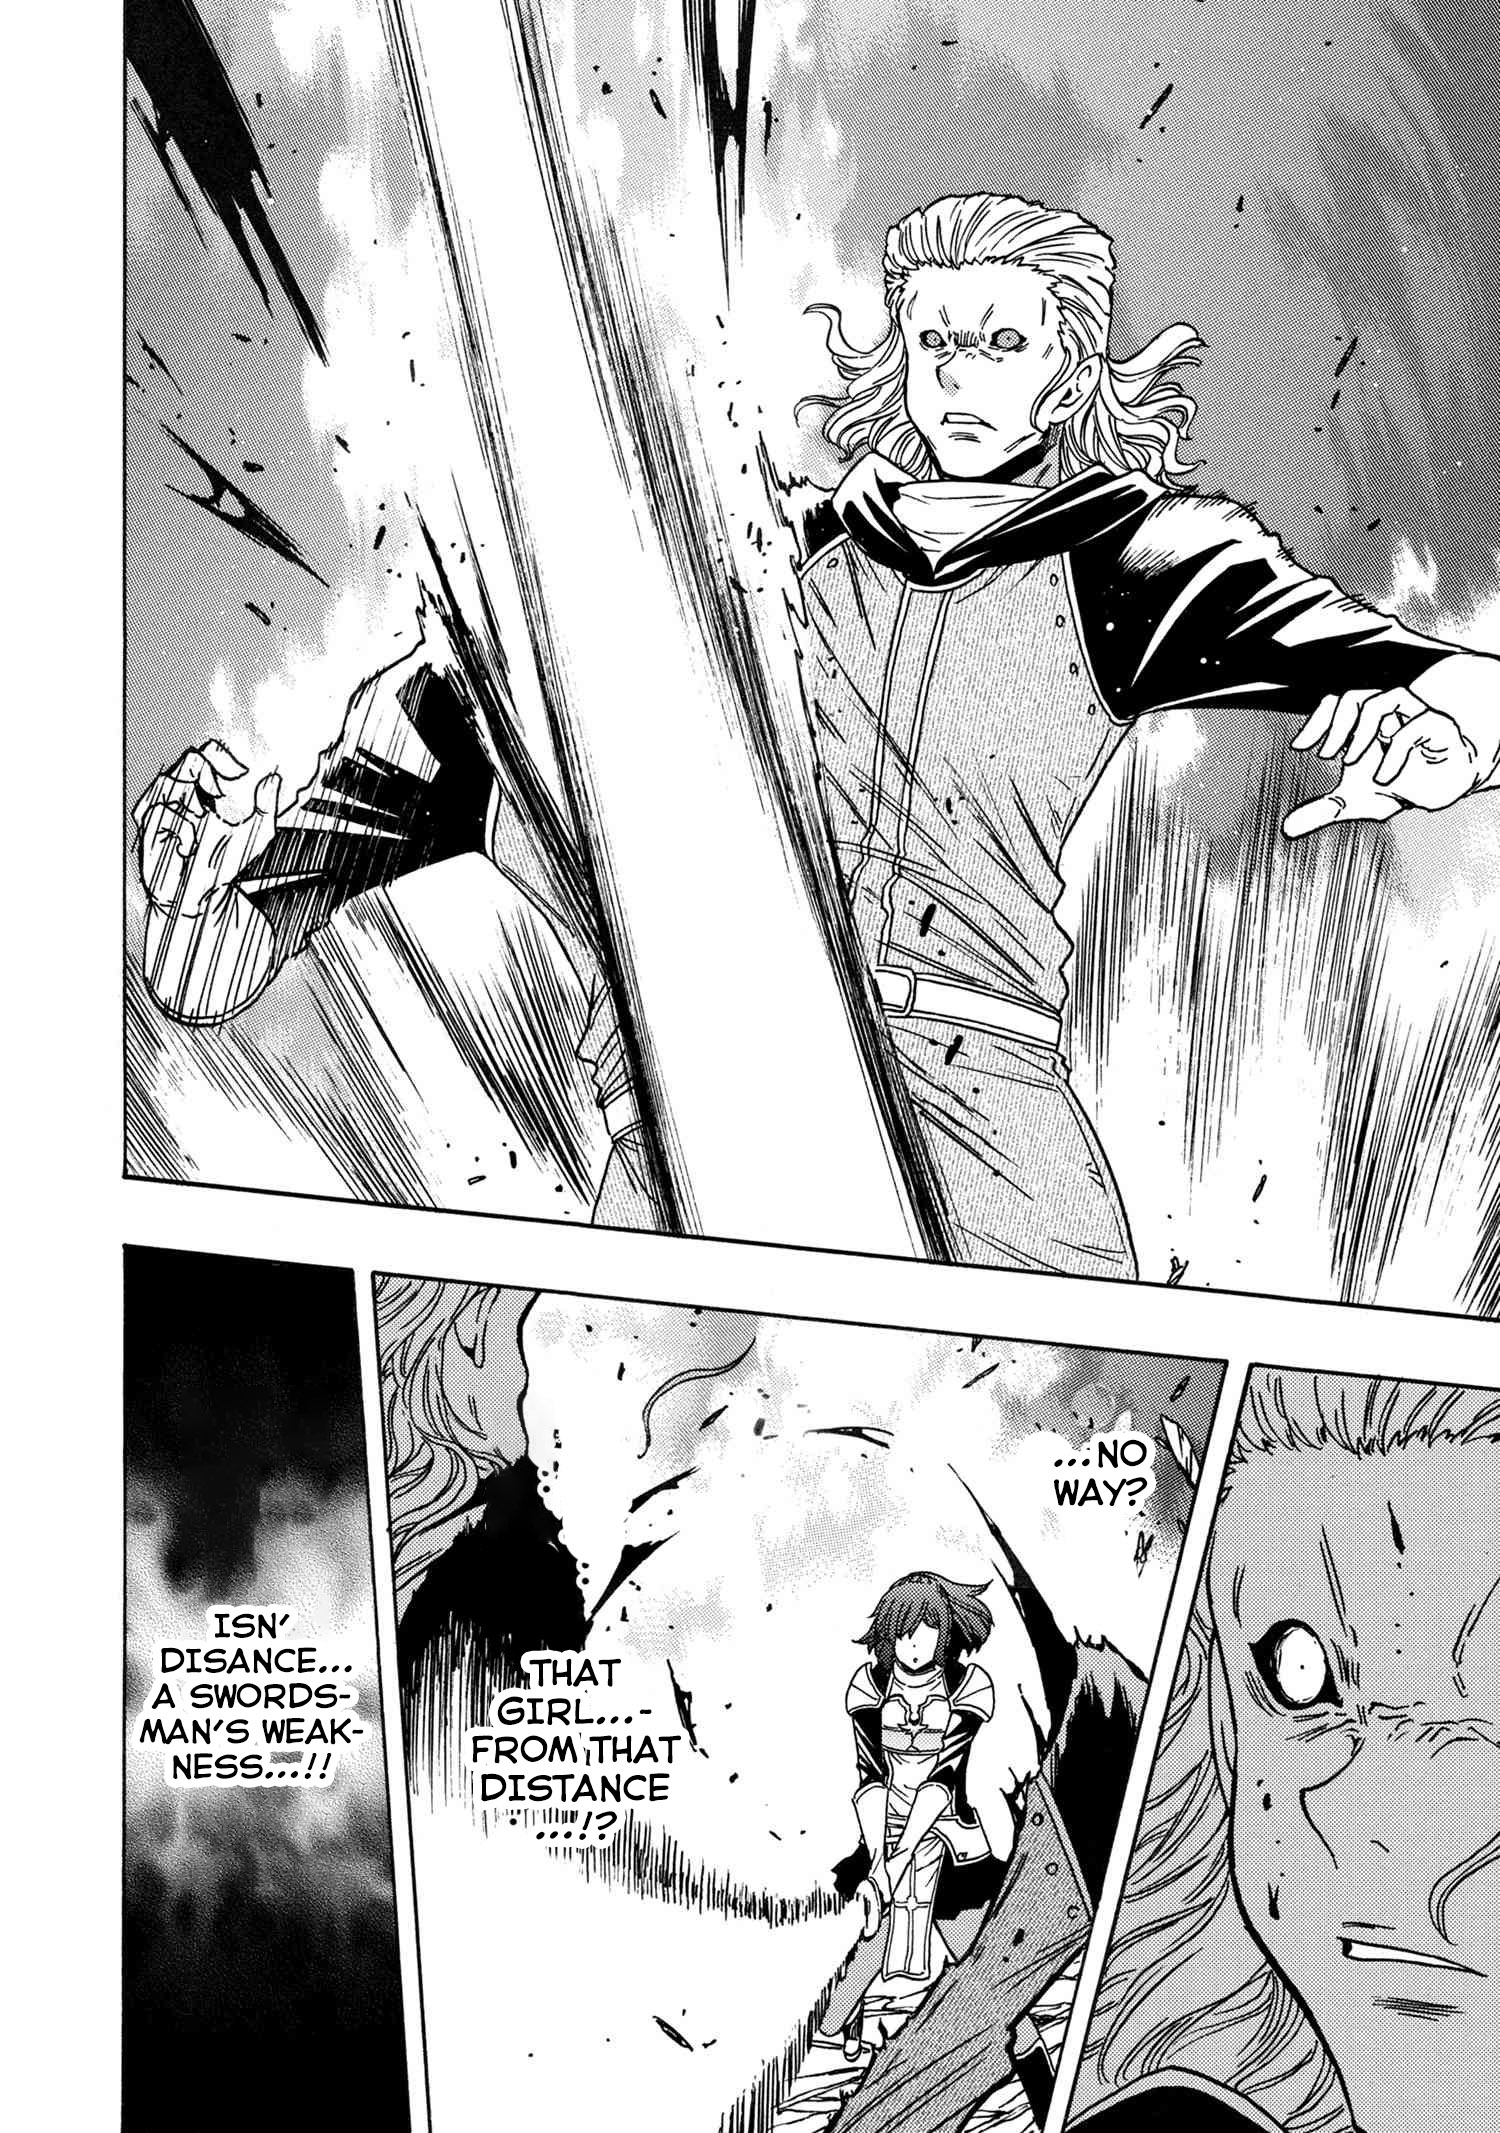 ...NO
WAY?
THAT
GIRL...-
FROM THAT
DISTANCE
...!?
ISN'
DISANCE...
A SWORDS-
MAN'S WEAK-
NESS...!!